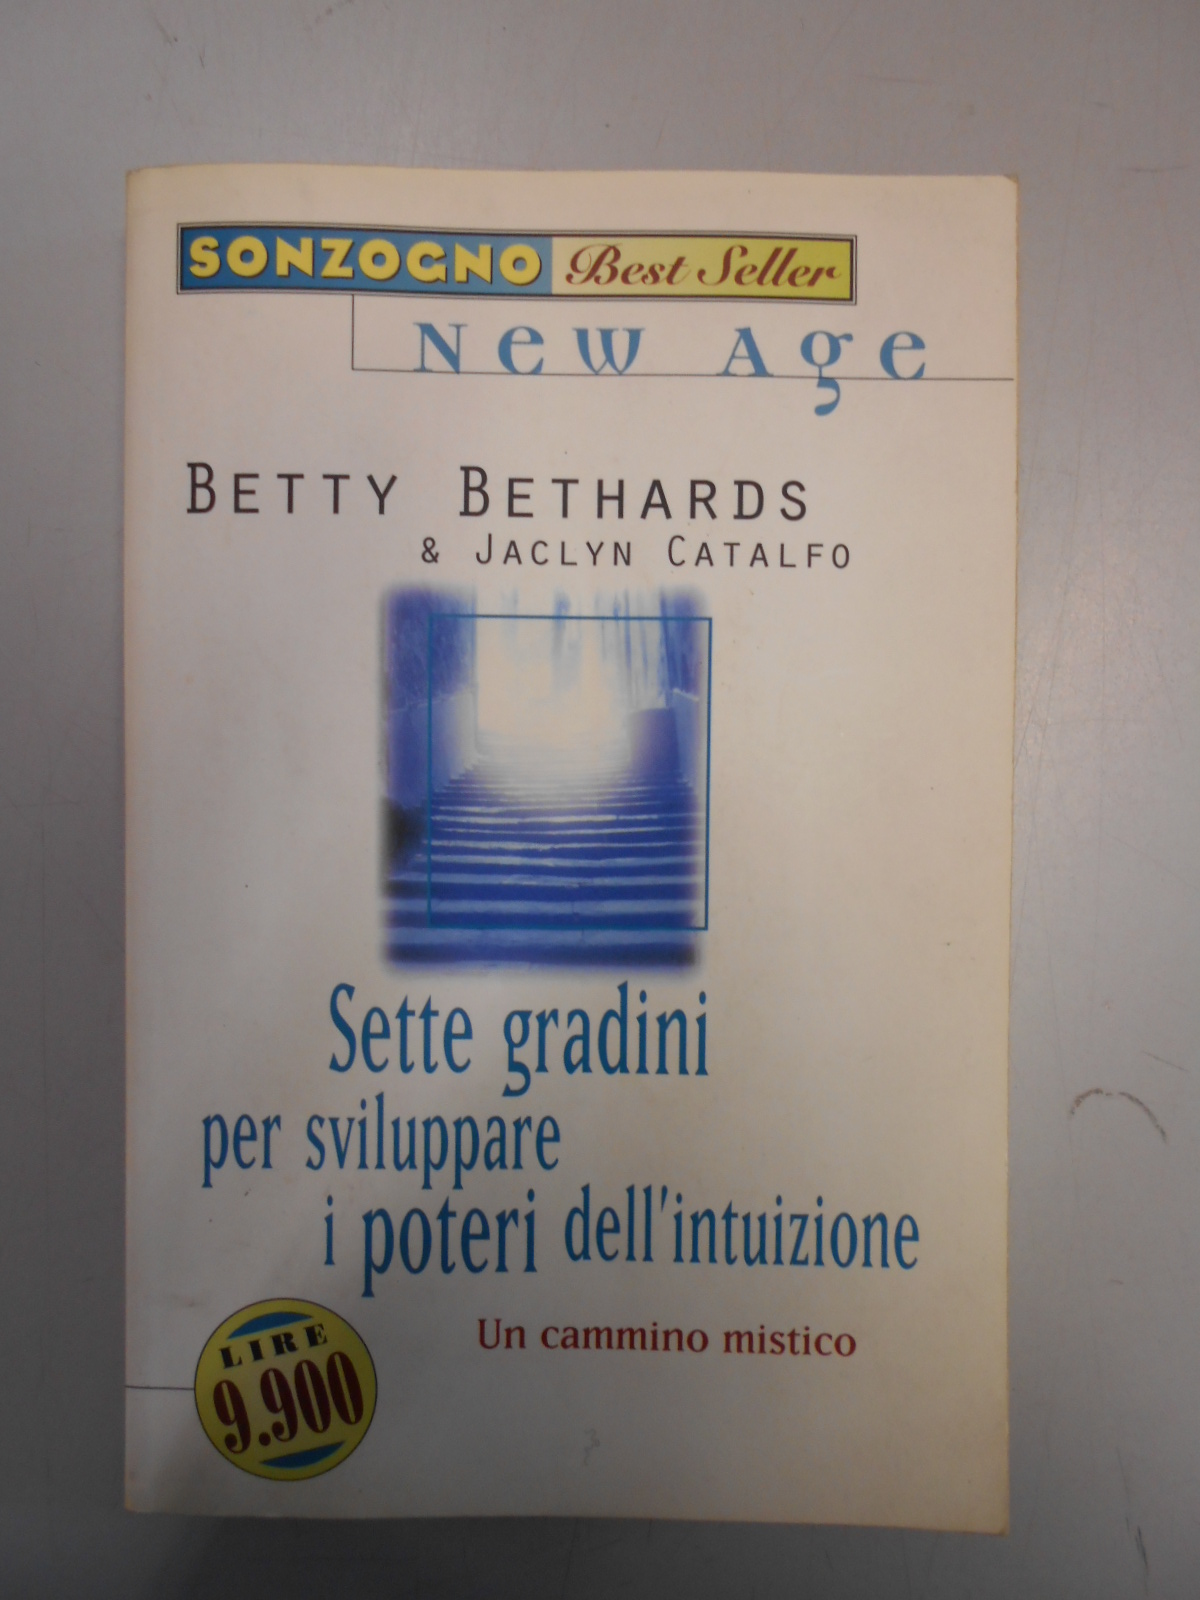 SONZOGNO Best Seller
New Age
BETTY BETHARDS
& JACLYN CATALFO
Sette gradini
per sviluppare
i poteri dell'intuizione
Un cammino mistico
LIRE
9.900
3